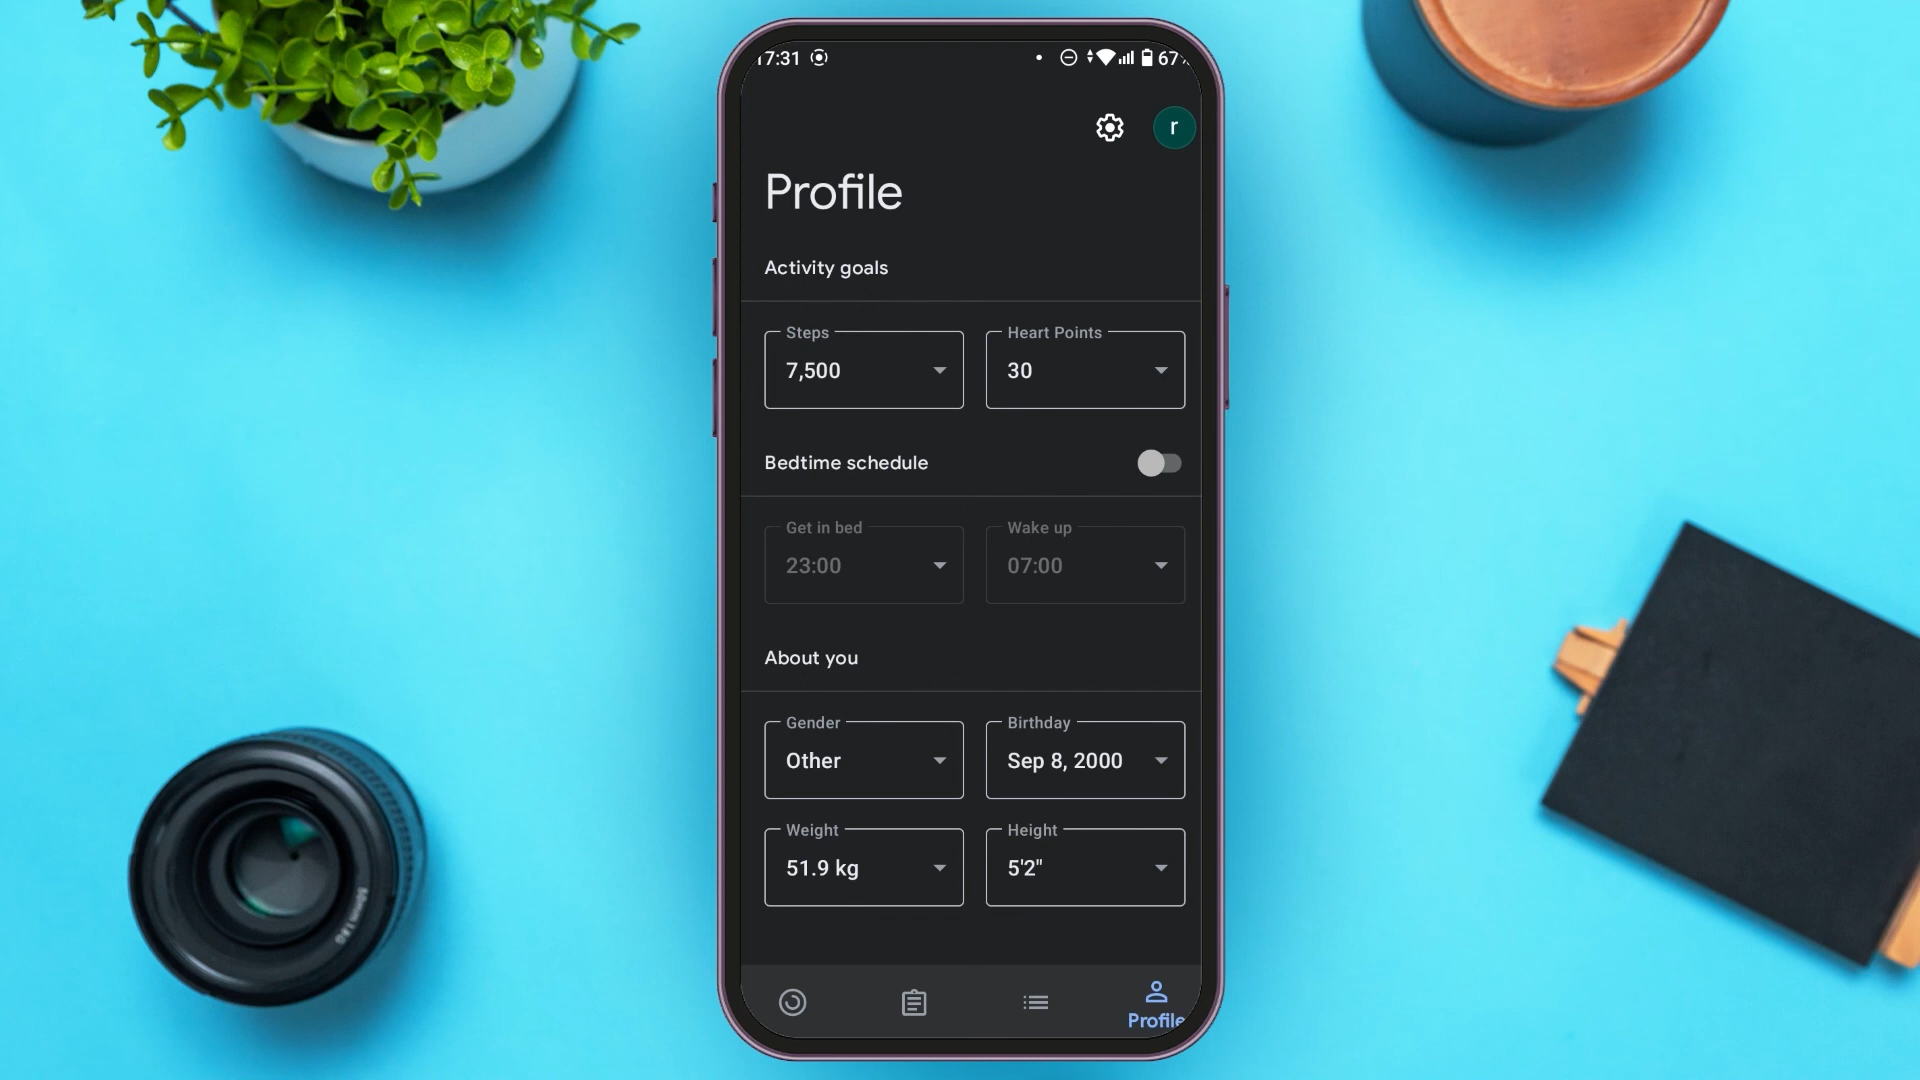 17:31 67%
r
Profile
Activity goals
Steps Heart Points
7,500 30
Bedtime schedule
Get in bed Wake up
23:00 07:00
About you
Gender Birthday
Other Sep 8, 2000
Weight Height
51.9 kg 5'2"
Profile